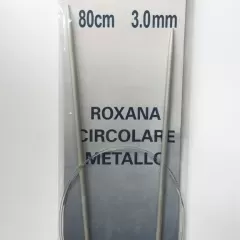 80cm 3.0mm
ROXANA
CIRCOLARE
METALLO